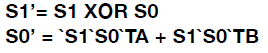 S1’= S1 XOR S0
S0’ = `S1`S0`TA + S1`S0`TB